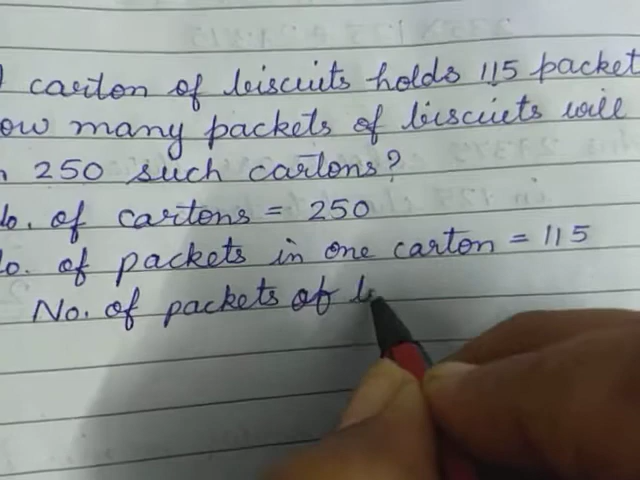 carton of biscuits holds 115 packet
ow many packets of biscuits will
250 such cartons?
o. of cartons = 250
o. of packets in one carton = 115
No. of packets of b